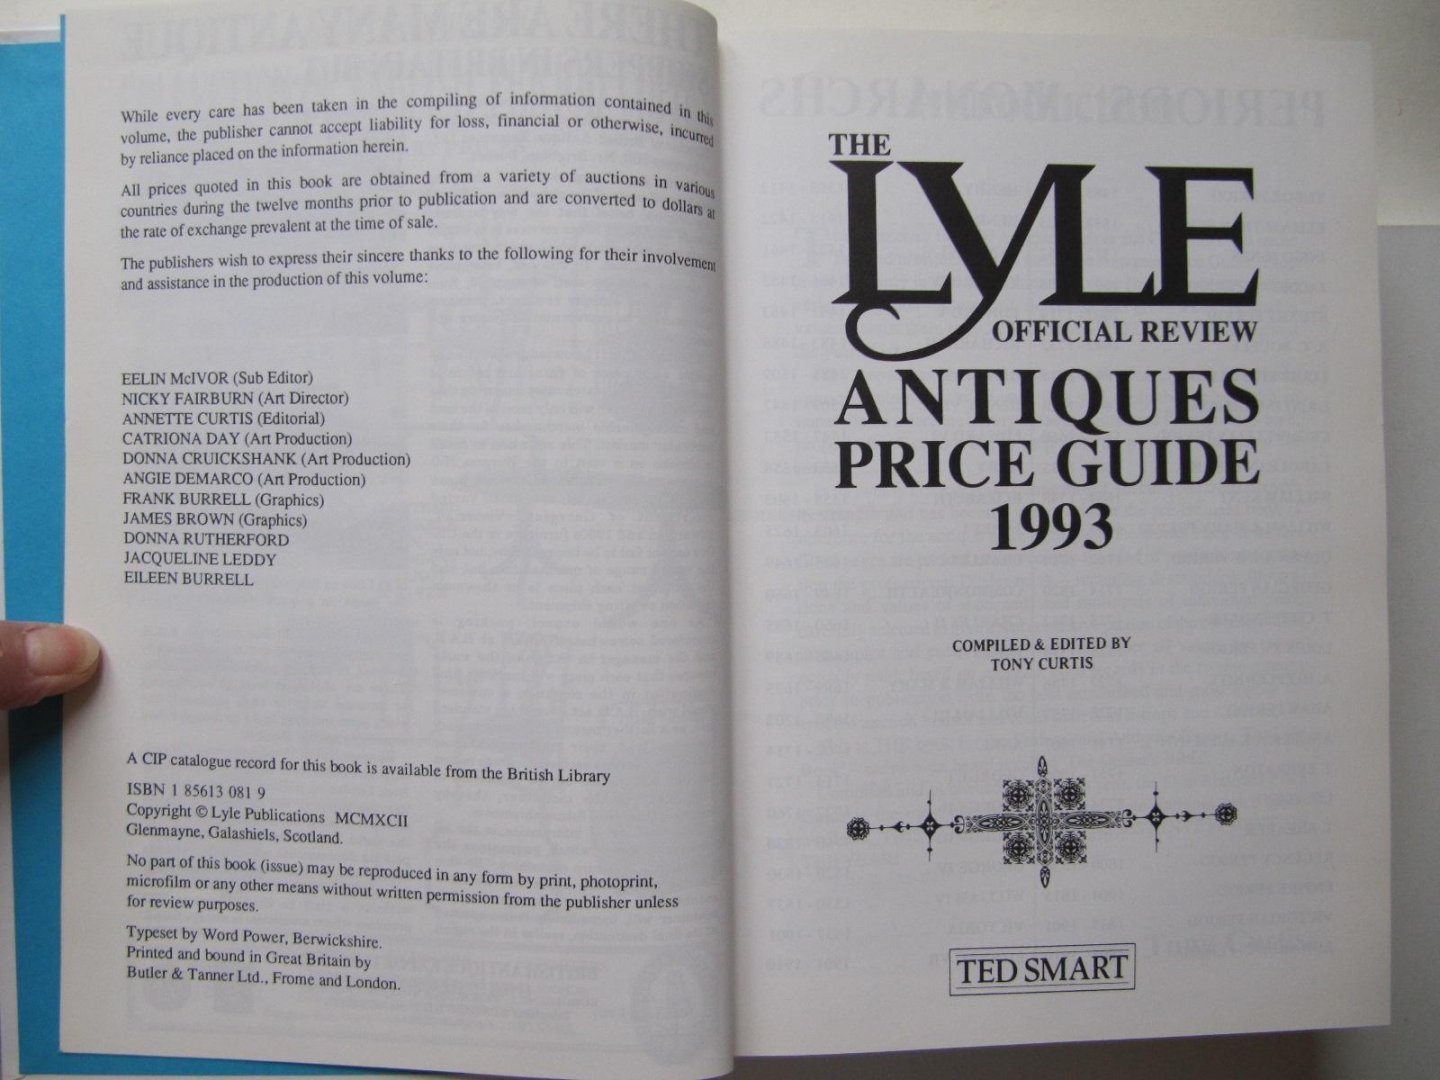 While every care has been taken in the compiling of information contained in this
volume, the publisher cannot accept liability for loss, financial or otherwise, incurred
by reliance placed on the information herein.
All prices quoted in this book are obtained from a variety of auctions in various
countries during the twelve months prior to publication and are converted to dollars at
the rate of exchange prevalent at the time of sale.
The publishers wish to express their sincere thanks to the following for their involvement
and assistance in the production of this volume:
EELIN McIVOR (Sub Editor)
NICKY FAIRBURN (Art Director)
ANNETTE CURTIS (Editorial)
CATRIONA DAY (Art Production)
DONNA CRUICKSHANK (Art Production)
ANGIE DEMARCO (Art Production)
FRANK BURRELL (Graphics)
JAMES BROWN (Graphics)
DONNA RUTHERFORD
JACQUELINE LEDDY
EILEEN BURRELL
A CIP catalogue record for this book is available from the British Library
ISBN 1 85613 081 9
Copyright © Lyle Publications MCMXCII
Glenmayne, Galashiels, Scotland.
No part of this book (issue) may be reproduced in any form by print, photoprint,
microfilm or any other means without written permission from the publisher unless
for review purposes.
Typeset by Word Power, Berwickshire.
Printed and bound in Great Britain by
Butler & Tanner Ltd., Frome and London.
THE
LYLE
OFFICIAL REVIEW
ANTIQUES
PRICE GUIDE
1993
COMPILED & EDITED BY
TONY CURTIS
TED SMART